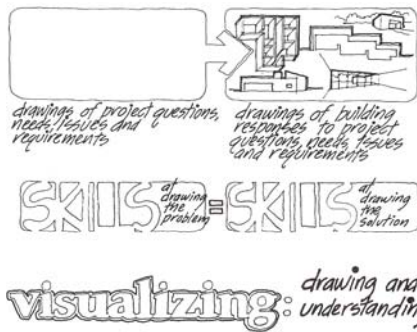 drawings of project questions,
needs, issues and
requirements
drawings of building
responses to project
questions, needs, issues
and requirements
SKILLS
at
drawing
the
problem
=
SKILLS
at
drawing
the
solution
visualizing:
drawing and
understandin